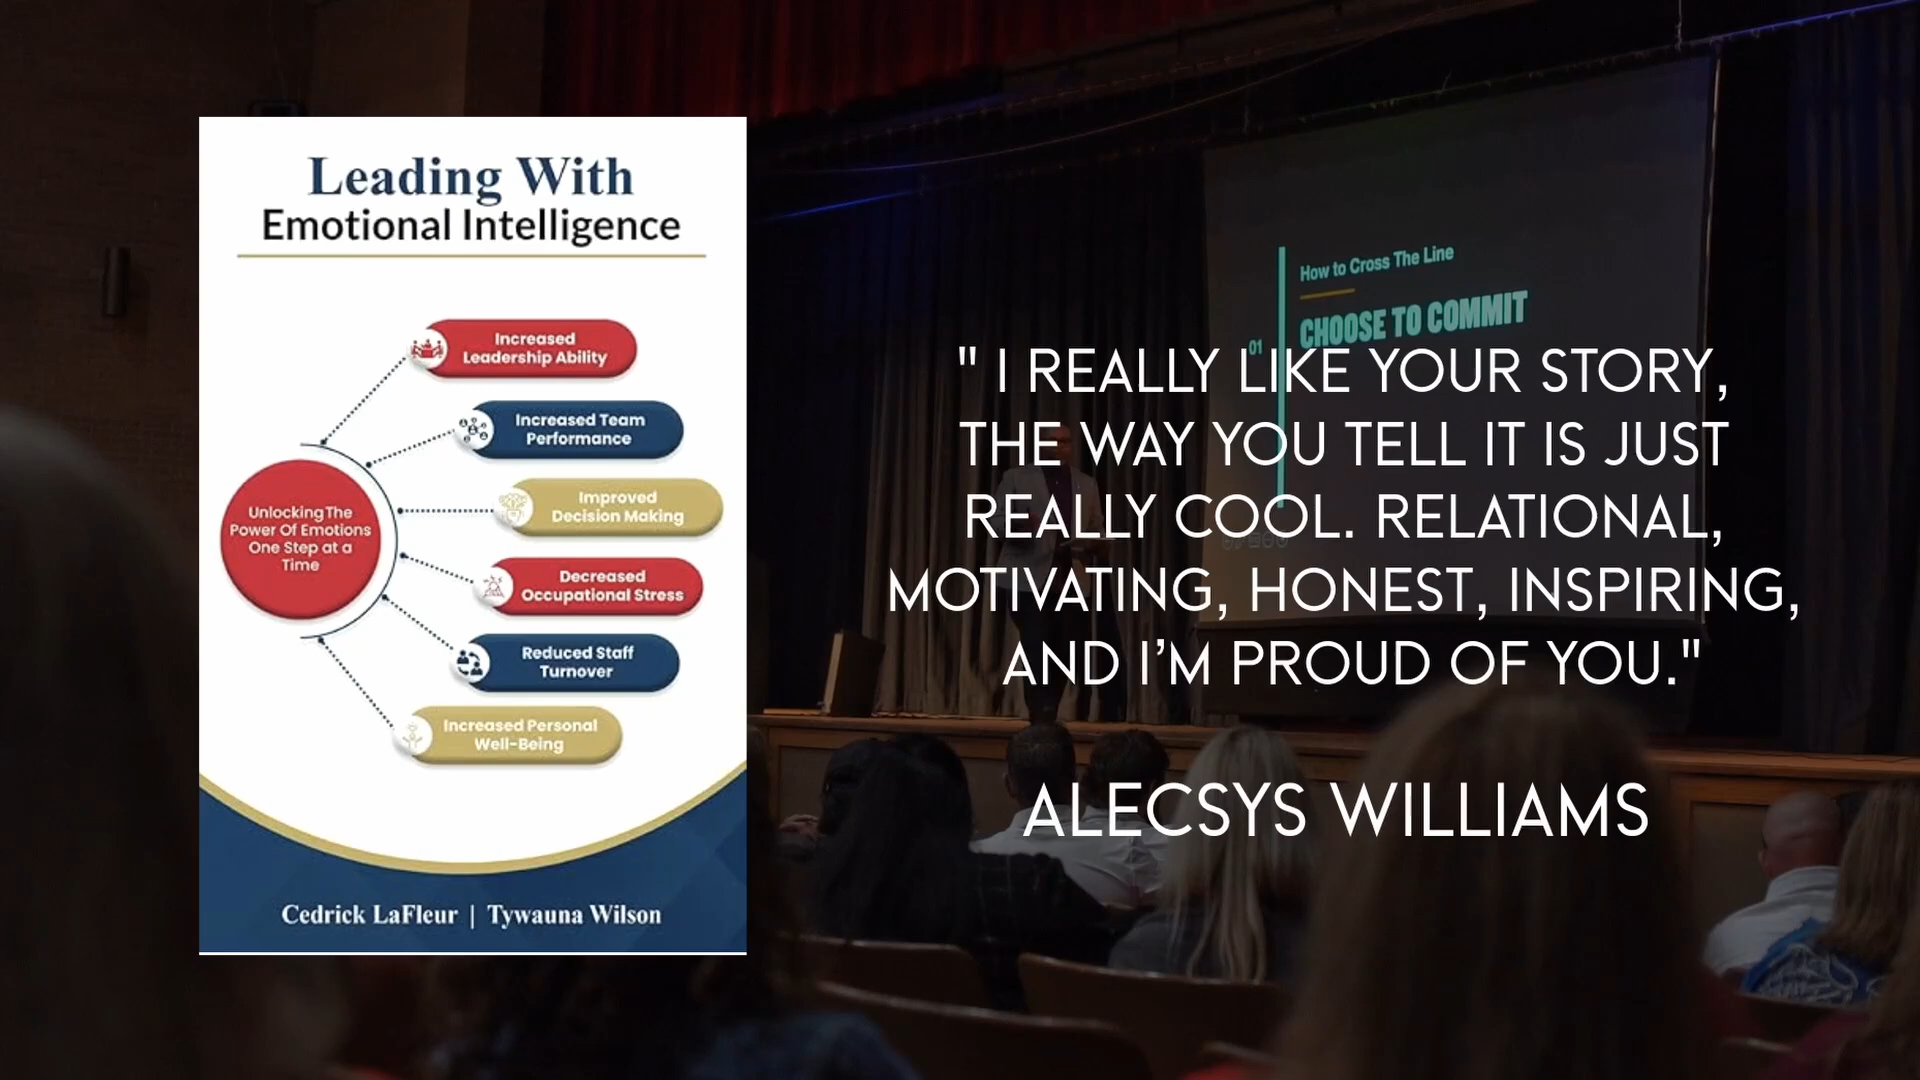 Leading With
Emotional Intelligence
Increased
Leadership Ability
Increased Team
Performance
Improved
Decision Making
Unlocking The
Power Of Emotions
One Step at a
Time
Decreased
Occupational Stress
Reduced Staff
Turnover
Increased Personal
Well-Being
Cedrick LaFleur | Tywauna Wilson
How to Cross The Line
CHOOSE TO COMMIT
01
" I REALLY LIKE YOUR STORY,
THE WAY YOU TELL IT IS JUST
REALLY COOL. RELATIONAL,
MOTIVATING, HONEST, INSPIRING,
AND I’M PROUD OF YOU."
ALECSYS WILLIAMS